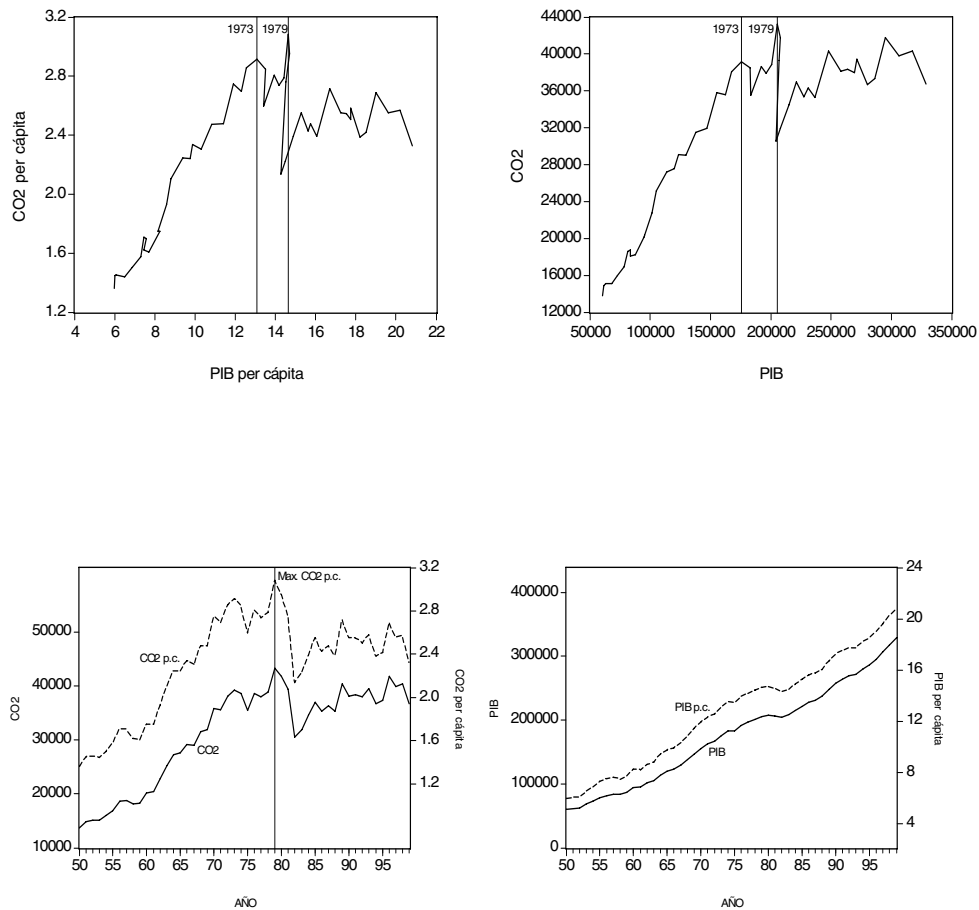 3.2
2.8
2.4
2.0
1.6
1.2
CO2 per cápita
1973
1979
4 6 8 10 12 14 16 18 20 22
PIB per cápita
44000
40000
36000
32000
28000
24000
20000
16000
12000
CO2
1973
1979
50000 100000 150000 200000 250000 300000 350000
PIB
50000
40000
30000
20000
10000
CO2
3.2
2.8
2.4
2.0
1.6
1.2
CO2 per cápita
Max. CO2 p.c.
CO2 p.c.
CO2
50 55 60 65 70 75 80 85 90 95
AÑO
400000
300000
200000
100000
0
PIB
24
20
16
12
8
4
PIB per cápita
PIB p.c.
PIB
50 55 60 65 70 75 80 85 90 95
AÑO